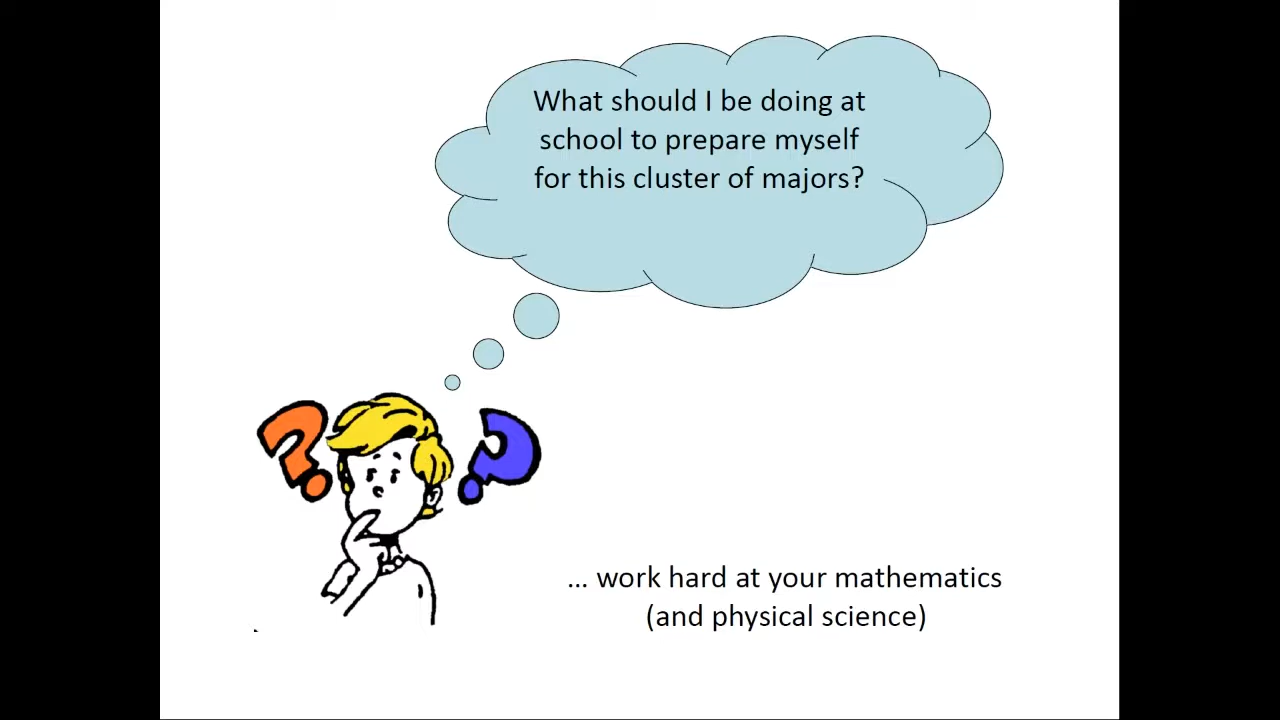 What should I be doing at
school to prepare myself
for this cluster of majors?
... work hard at your mathematics
(and physical science)